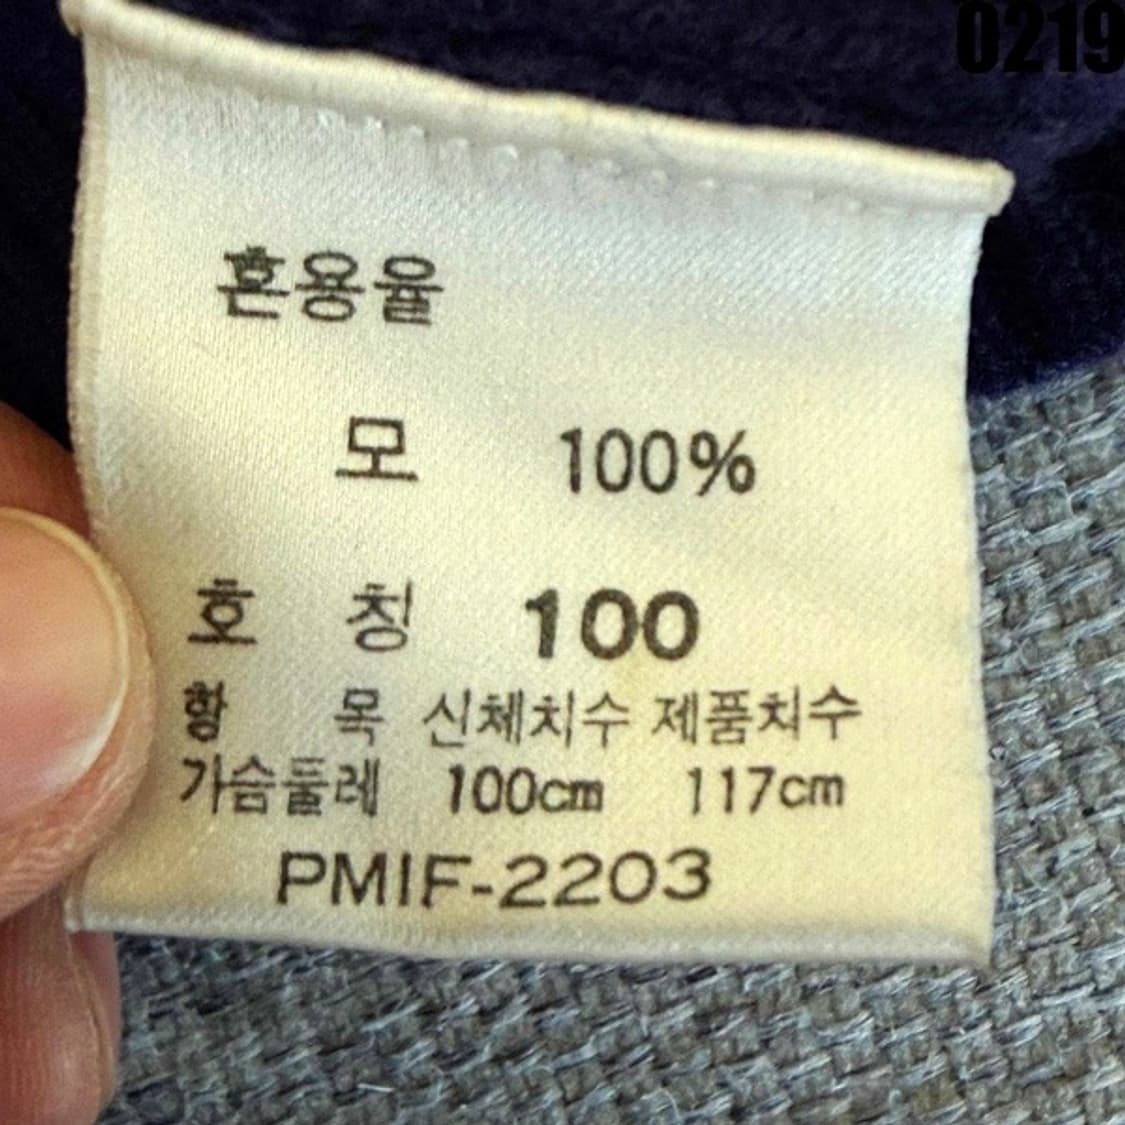 0219
혼용율
모 100%
호 칭 100
항 목 신체치수 제품치수
가슴둘레 100cm 117cm
PMIF-2203